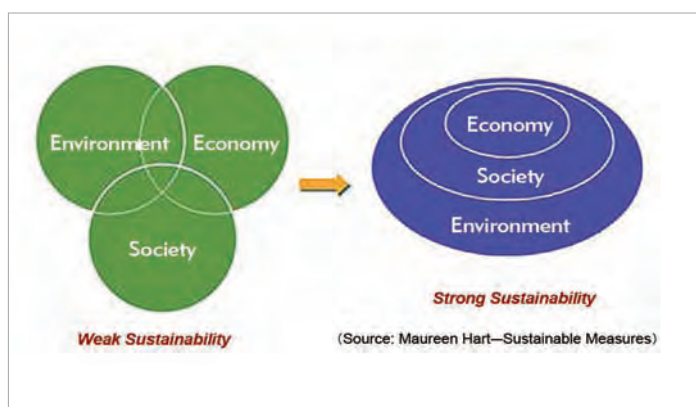 Environment
Economy
Society
Weak Sustainability
Economy
Society
Environment
Strong Sustainability
(Source: Maureen Hart—Sustainable Measures)